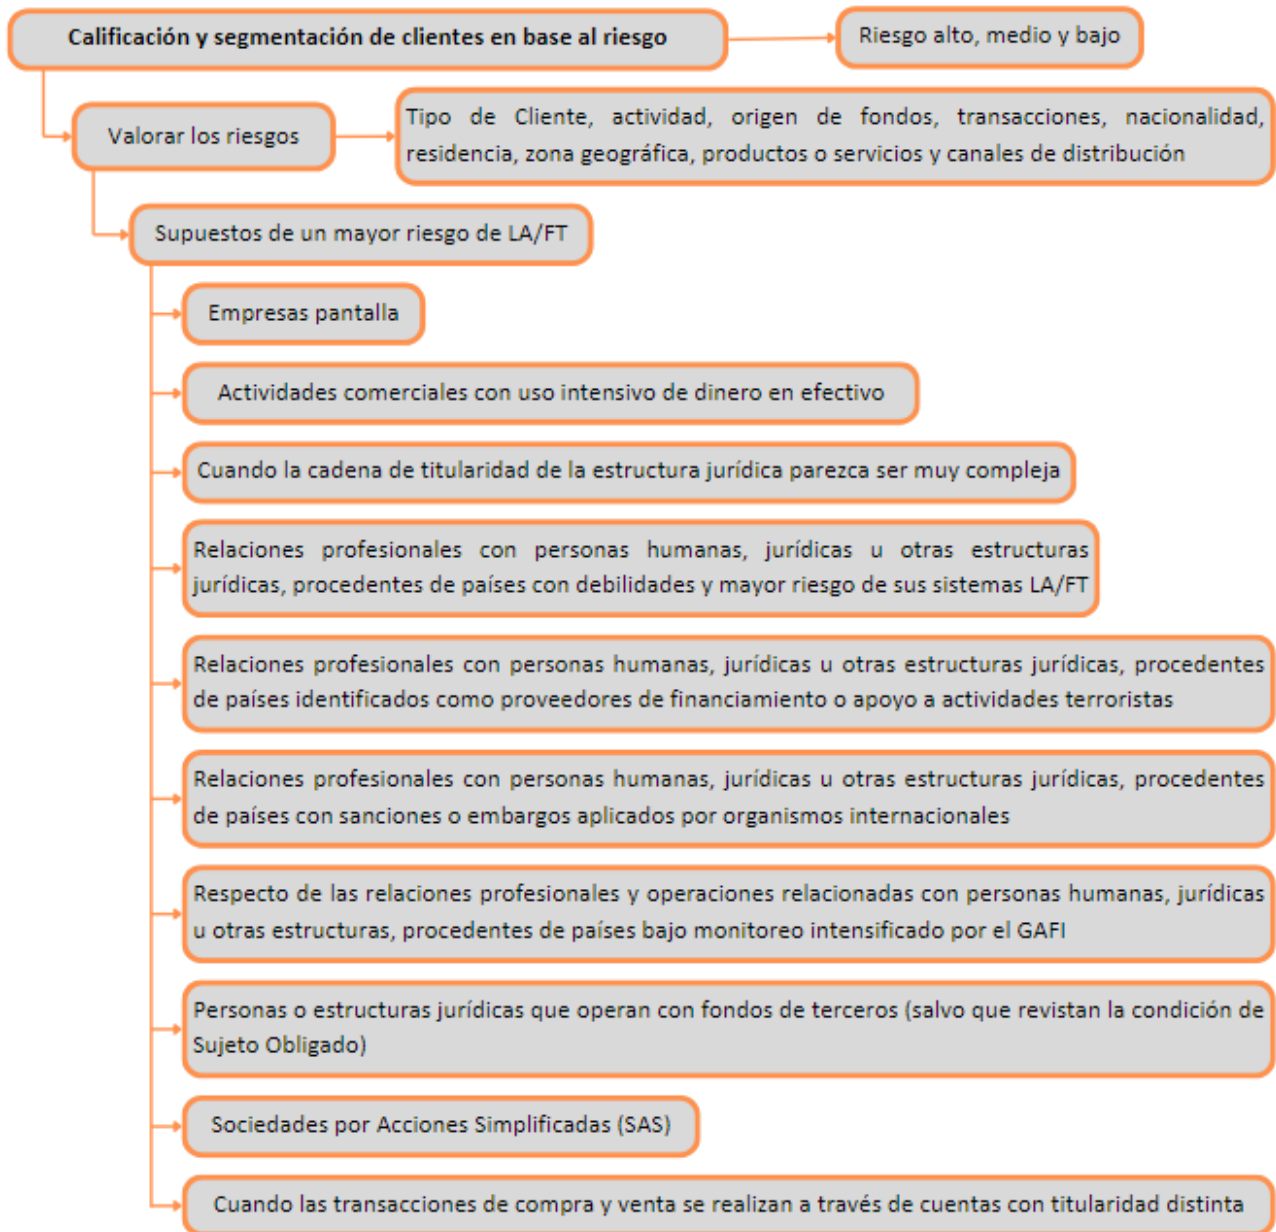 Calificación y segmentación de clientes en base al riesgo
Riesgo alto, medio y bajo
Valorar los riesgos
Tipo de Cliente, actividad, origen de fondos, transacciones, nacionalidad,
residencia, zona geográfica, productos o servicios y canales de distribución
Supuestos de un mayor riesgo de LA/FT
Empresas pantalla
Actividades comerciales con uso intensivo de dinero en efectivo
Cuando la cadena de titularidad de la estructura jurídica parezca ser muy compleja
Relaciones profesionales con personas humanas, jurídicas u otras estructuras
jurídicas, procedentes de países con debilidades y mayor riesgo de sus sistemas LA/FT
Relaciones profesionales con personas humanas, jurídicas u otras estructuras jurídicas, procedentes
de países identificados como proveedores de financiamiento o apoyo a actividades terroristas
Relaciones profesionales con personas humanas, jurídicas u otras estructuras jurídicas, procedentes
de países con sanciones o embargos aplicados por organismos internacionales
Respecto de las relaciones profesionales y operaciones relacionadas con personas humanas, jurídicas
u otras estructuras, procedentes de países bajo monitoreo intensificado por el GAFI
Personas o estructuras jurídicas que operan con fondos de terceros (salvo que revistan la condición de
Sujeto Obligado)
Sociedades por Acciones Simplificadas (SAS)
Cuando las transacciones de compra y venta se realizan a través de cuentas con titularidad distinta